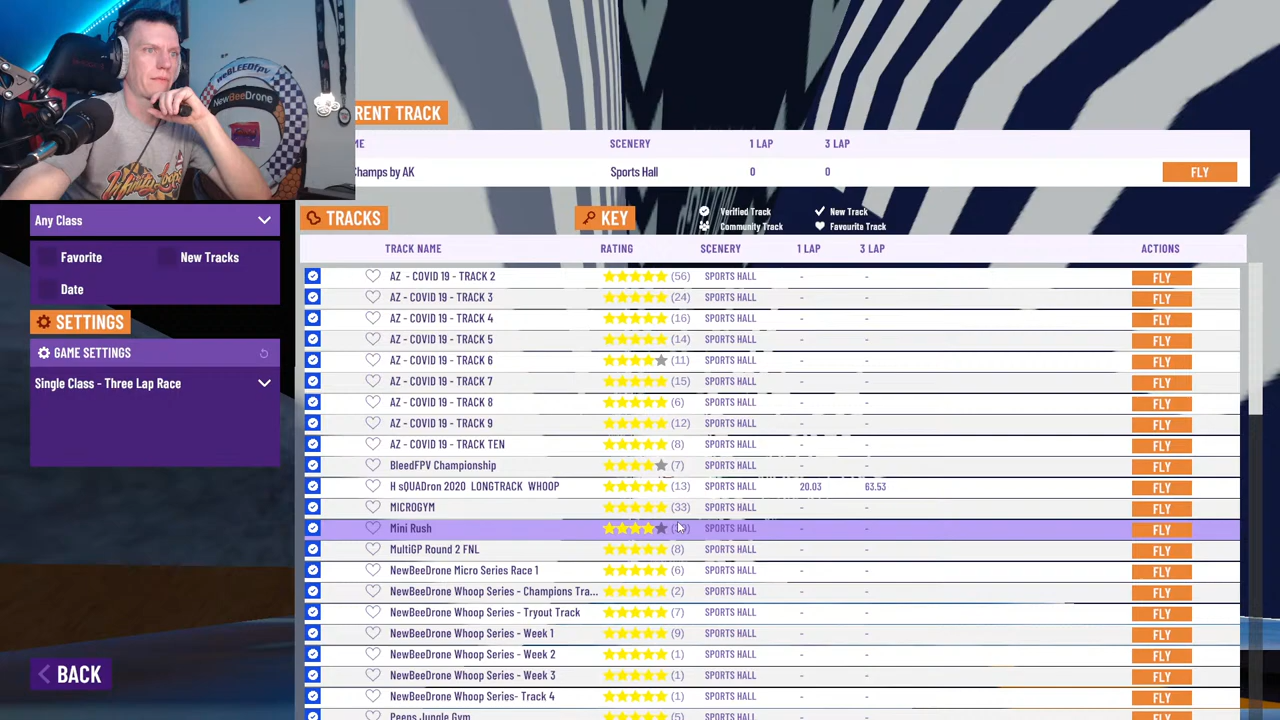 WeBLEEDfpv
NewBeeDrone
Infinity Loops
RENT TRACK
ME SCENERY 1 LAP 3 LAP
Champs by AK Sports Hall 0 0 FLY
Any Class
Favorite New Tracks
Date
SETTINGS
GAME SETTINGS
Single Class - Three Lap Race
BACK
TRACKS KEY Verified Track New Track
Community Track Favourite Track
TRACK NAME RATING SCENERY 1 LAP 3 LAP ACTIONS
AZ - COVID 19 - TRACK 2 (56) SPORTS HALL - - FLY
AZ - COVID 19 - TRACK 3 (24) SPORTS HALL - - FLY
AZ - COVID 19 - TRACK 4 (16) SPORTS HALL - - FLY
AZ - COVID 19 - TRACK 5 (14) SPORTS HALL - - FLY
AZ - COVID 19 - TRACK 6 (11) SPORTS HALL - - FLY
AZ - COVID 19 - TRACK 7 (15) SPORTS HALL - - FLY
AZ - COVID 19 - TRACK 8 (6) SPORTS HALL - - FLY
AZ - COVID 19 - TRACK 9 (12) SPORTS HALL - - FLY
AZ - COVID 19 - TRACK TEN (8) SPORTS HALL - - FLY
BleedFPV Championship (7) SPORTS HALL - - FLY
H sQUADron 2020 LONGTRACK WHOOP (13) SPORTS HALL 20.03 63.53 FLY
MICROGYM (33) SPORTS HALL - - FLY
Mini Rush SPORTS HALL - - FLY
MultiGP Round 2 FNL (8) SPORTS HALL - - FLY
NewBeeDrone Micro Series Race 1 (6) SPORTS HALL - - FLY
NewBeeDrone Whoop Series - Champions Tra... (2) SPORTS HALL - - FLY
NewBeeDrone Whoop Series - Tryout Track (7) SPORTS HALL - - FLY
NewBeeDrone Whoop Series - Week 1 (9) SPORTS HALL - - FLY
NewBeeDrone Whoop Series - Week 2 (1) SPORTS HALL - - FLY
NewBeeDrone Whoop Series - Week 3 (1) SPORTS HALL - - FLY
NewBeeDrone Whoop Series- Track 4 (1) SPORTS HALL - - FLY
Peeps Jungle Gym (5) SPORTS HALL - - FLY